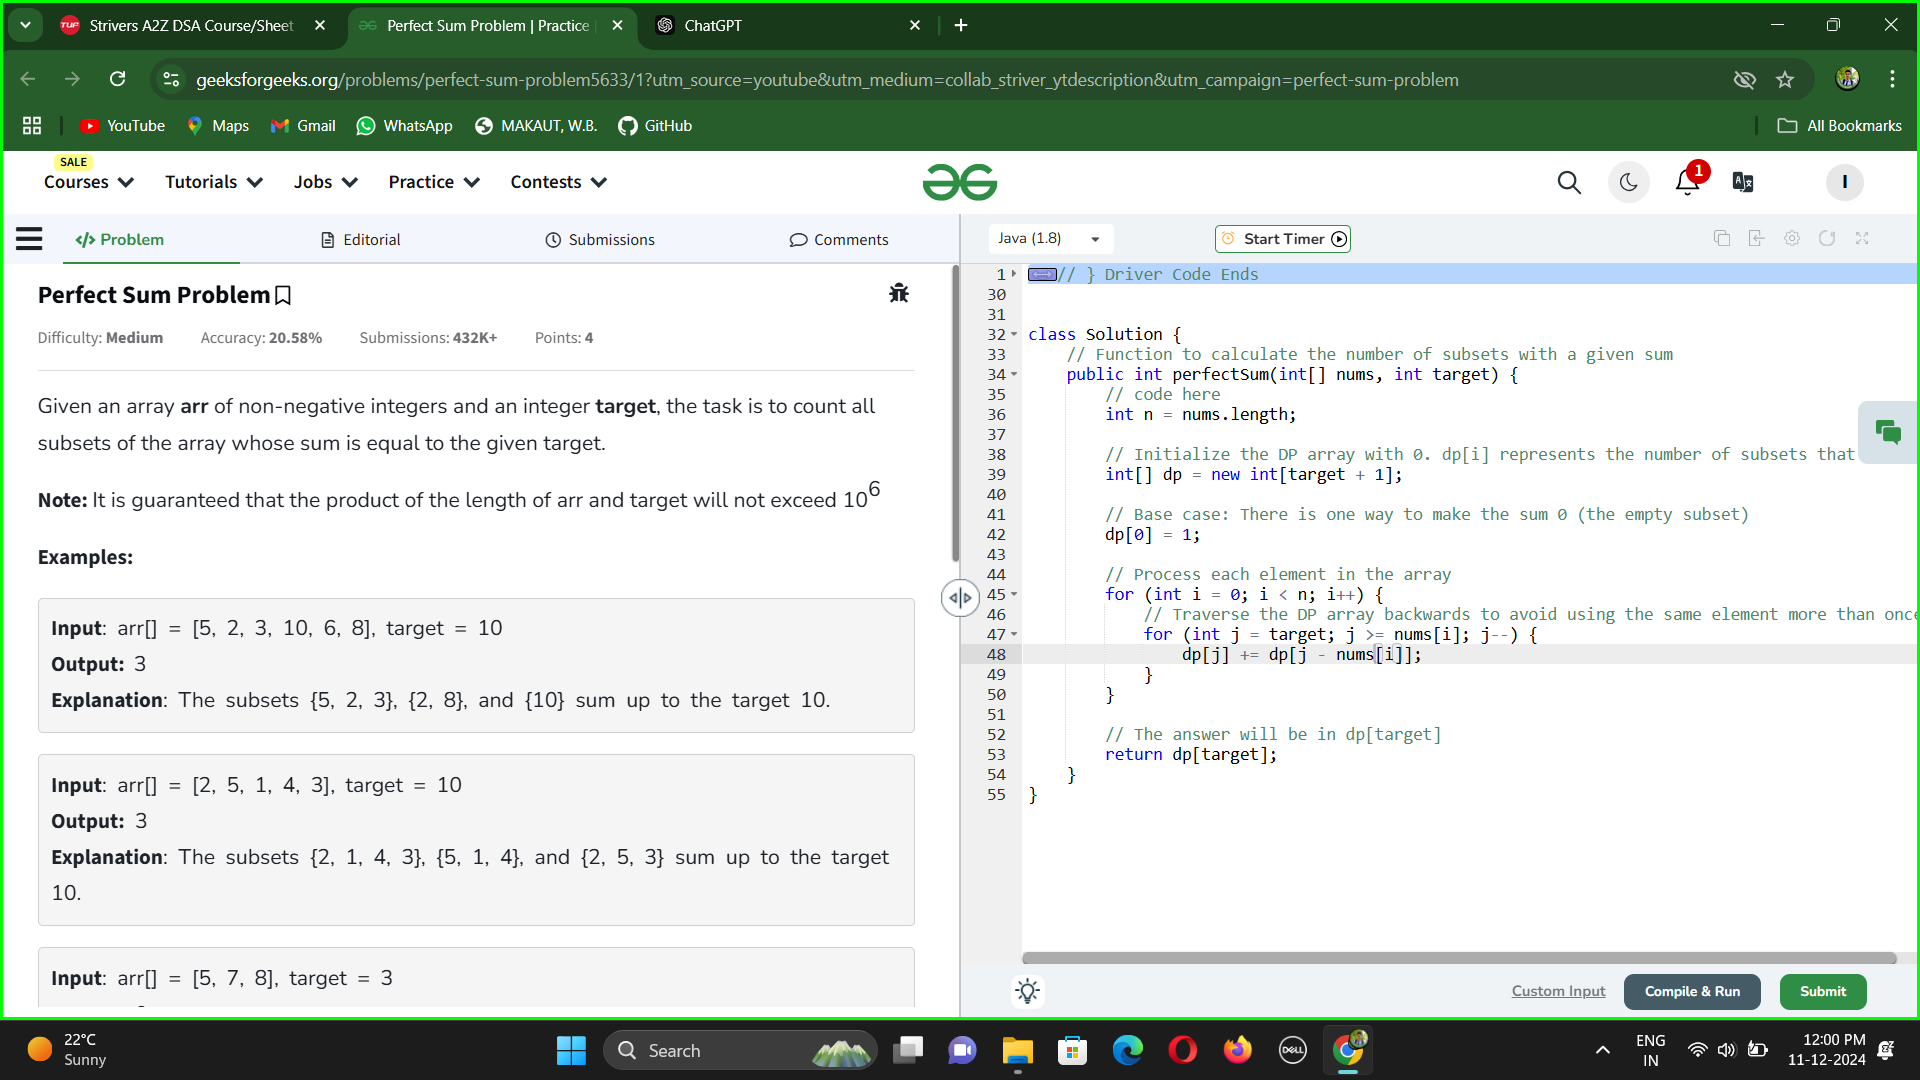 Strivers A2Z DSA Course/Sheet
Perfect Sum Problem | Practice
ChatGPT
geeksforgeeks.org/problems/perfect-sum-problem5633/1?utm_source=youtube&utm_medium=collab_striver_ytdescription&utm_campaign=perfect-sum-problem
YouTube
Maps
Gmail
WhatsApp
MAKAUT, W.B.
GitHub
All Bookmarks
SALE
Courses
Tutorials
Jobs
Practice
Contests
1
I
Problem
Editorial
Submissions
Comments
Perfect Sum Problem
Difficulty: Medium Accuracy: 20.58% Submissions: 432K+ Points: 4
Given an array arr of non-negative integers and an integer target, the task is to count all
subsets of the array whose sum is equal to the given target.
Note: It is guaranteed that the product of the length of arr and target will not exceed 10^6
Examples:
Input: arr[] = [5, 2, 3, 10, 6, 8], target = 10
Output: 3
Explanation: The subsets {5, 2, 3}, {2, 8}, and {10} sum up to the target 10.
Input: arr[] = [2, 5, 1, 4, 3], target = 10
Output: 3
Explanation: The subsets {2, 1, 4, 3}, {5, 1, 4}, and {2, 5, 3} sum up to the target
10.
Input: arr[] = [5, 7, 8], target = 3
Java (1.8)
Start Timer
1 // } Driver Code Ends
30
31
32 class Solution {
33 // Function to calculate the number of subsets with a given sum
34 public int perfectSum(int[] nums, int target) {
35 // code here
36 int n = nums.length;
37
38 // Initialize the DP array with 0. dp[i] represents the number of subsets that
39 int[] dp = new int[target + 1];
40
41 // Base case: There is one way to make the sum 0 (the empty subset)
42 dp[0] = 1;
43
44 // Process each element in the array
45 for (int i = 0; i < n; i++) {
46 // Traverse the DP array backwards to avoid using the same element more than once
47 for (int j = target; j >= nums[i]; j--) {
48 dp[j] += dp[j - nums[i]];
49 }
50 }
51
52 // The answer will be in dp[target]
53 return dp[target];
54 }
55 }
Custom Input
Compile & Run
Submit
22°C
Sunny
Search
DELL
ENG
IN
12:00 PM
11-12-2024